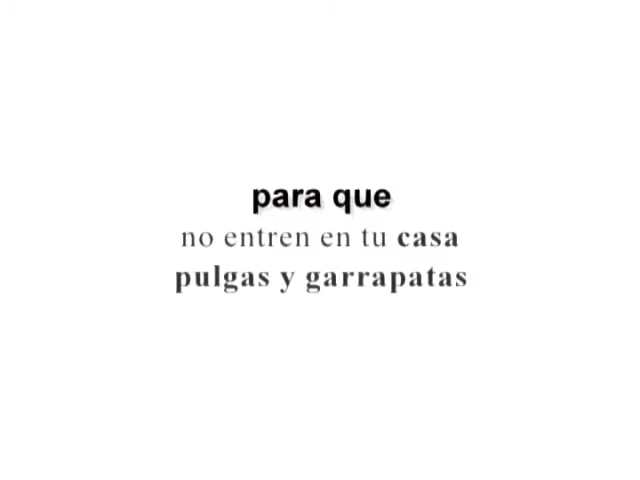 para que
no entren en tu casa
pulgas y garrapatas